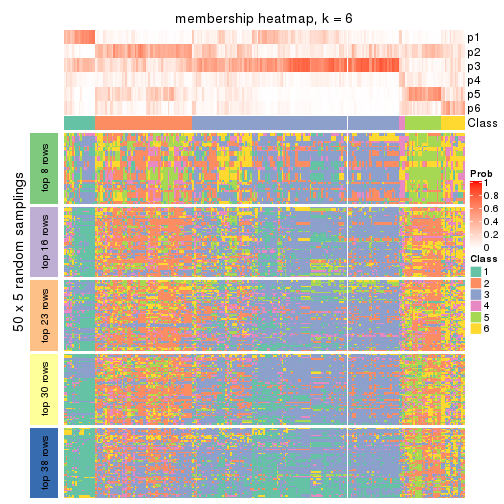 membership heatmap, k = 6
p1
p2
p3
p4
p5
p6
Class
50 x 5 random samplings
top 8 rows
top 16 rows
top 23 rows
top 30 rows
top 38 rows
Prob
1
0.8
0.6
0.4
0.2
0
Class
1
2
3
4
5
6